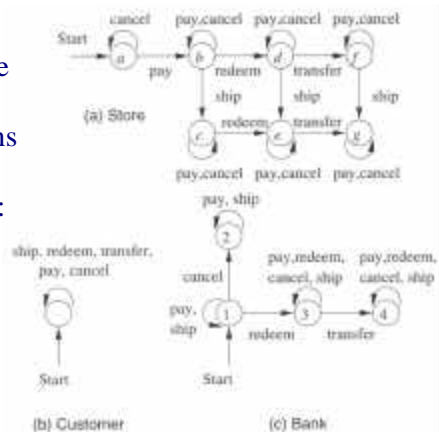 cancel pay,cancel pay,cancel pay,cancel
Start
a b d f
pay redeem transfer
e
ship ship ship
(a) Store
redeem transfer
ns
c e g
pay,cancel pay,cancel pay,cancel
:
pay, ship
2
ship, redeem, transfer,
pay, cancel
pay,redeem, pay,redeem,
cancel, ship cancel, ship
cancel
pay,
ship
1 3 4
redeem transfer
Start Start
(b) Customer (c) Bank